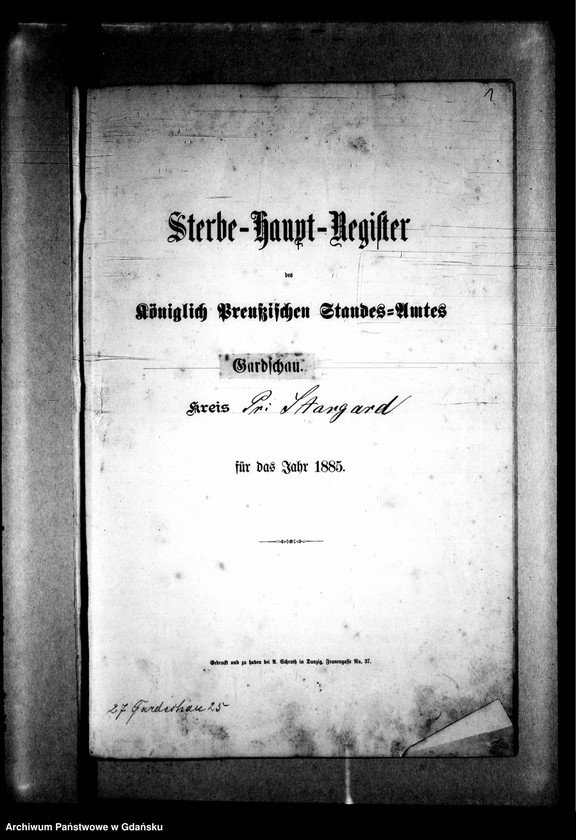 1
Sterbe-Haupt-Register
des
Königlich Preußischen Standes-Amtes
Gardschau.
Kreis Pr: Stargard
für das Jahr 1885.
Gedruckt und zu haben bei A. Schroth in Danzig, Frauengasse No. 37.
27 Gardschau 25
Archiwum Państwowe w Gdańsku